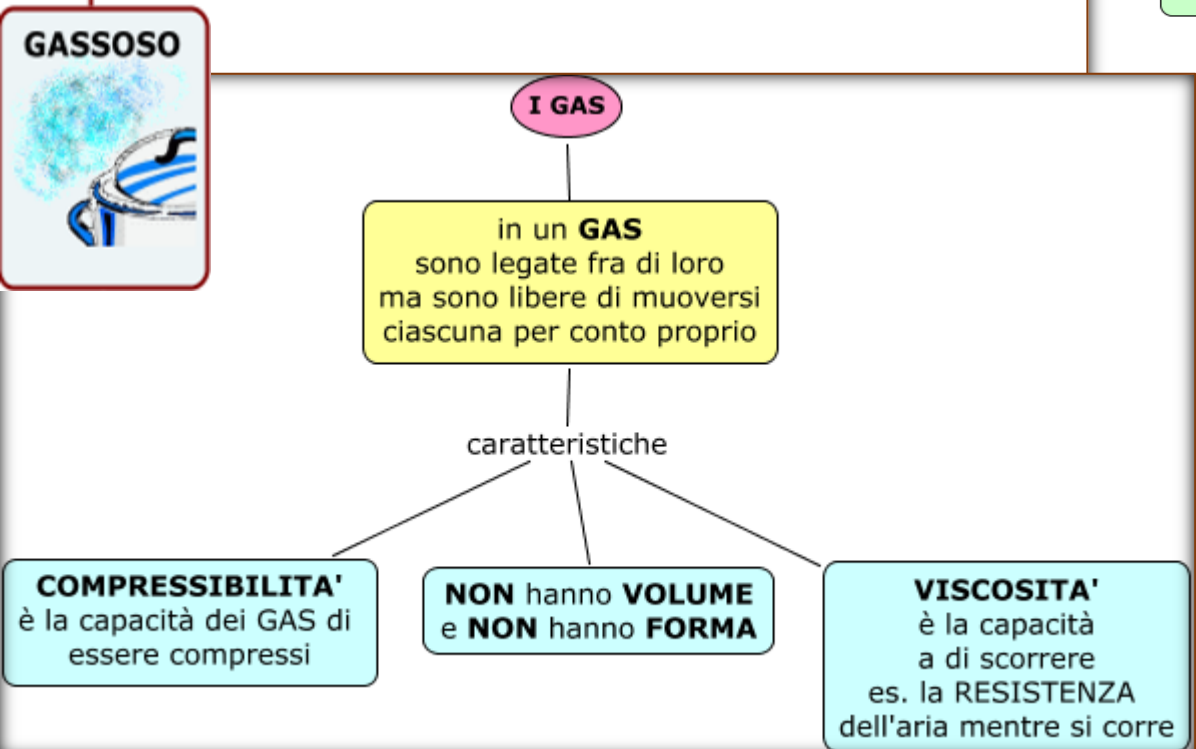 GASSOSO
I GAS
in un GAS
sono legate fra di loro
ma sono libere di muoversi
ciascuna per conto proprio
caratteristiche
COMPRESSIBILITA'
è la capacità dei GAS di
essere compressi
NON hanno VOLUME
e NON hanno FORMA
VISCOSITA'
è la capacità
a di scorrere
es. la RESISTENZA
dell'aria mentre si corre